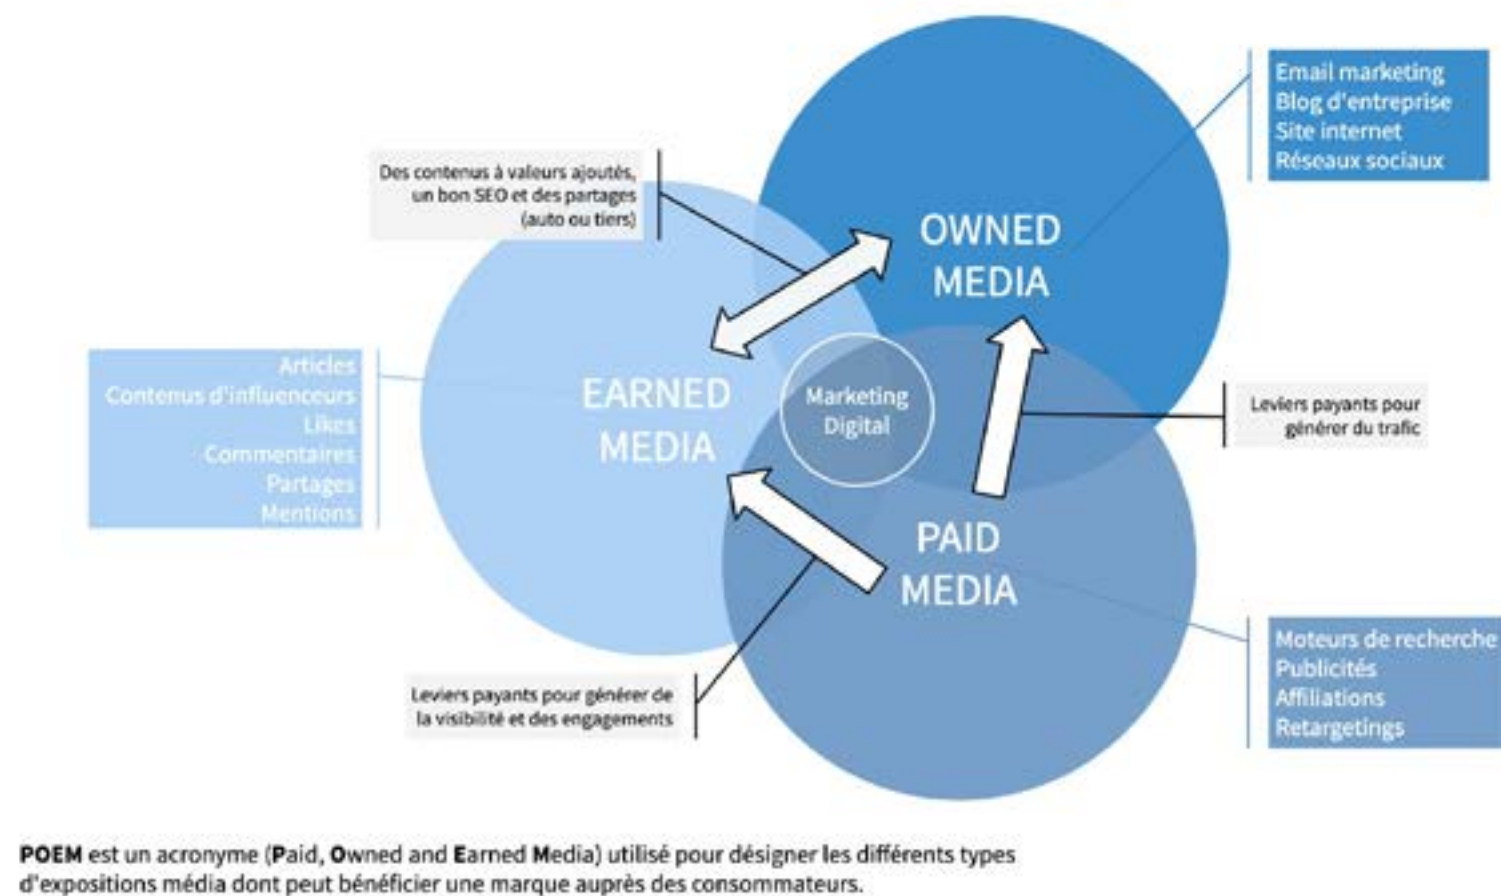 Email marketing
Blog d'entreprise
Site internet
Réseaux sociaux
Des contenus à valeurs ajoutés,
un bon SEO et des partages
(auto ou tiers)
OWNED
MEDIA
Articles
Contenus d'influenceurs
Likes
Commentaires
Partages
Mentions
EARNED
MEDIA
Marketing
Digital
Leviers payants pour
générer du trafic
PAID
MEDIA
Leviers payants pour générer de
la visibilité et des engagements
Moteurs de recherche
Publicités
Affiliations
Retargetings
POEM est un acronyme (Paid, Owned and Earned Media) utilisé pour désigner les différents types
d'expositions média dont peut bénéficier une marque auprès des consommateurs.